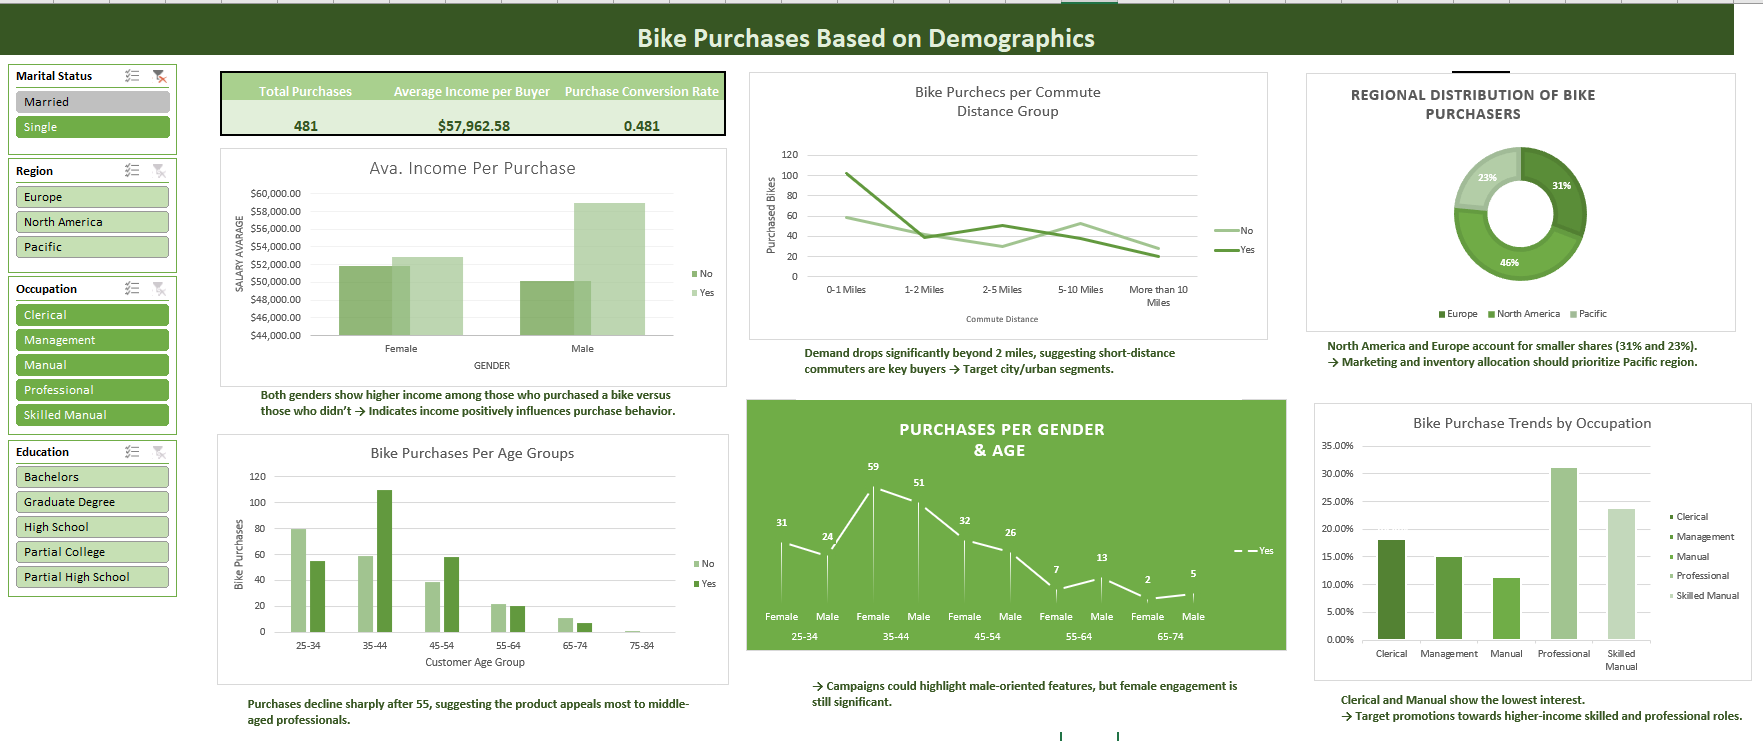 Bike Purchases Based on Demographics
Marital Status
Married
Single
Region
Europe
North America
Pacific
Occupation
Clerical
Management
Manual
Professional
Skilled Manual
Education
Bachelors
Graduate Degree
High School
Partial College
Partial High School
Total Purchases Average Income per Buyer Purchase Conversion Rate
481 $57,962.58 0.481
Ava. Income Per Purchase
SALARY AVARAGE
$60,000.00
$58,000.00
$56,000.00
$54,000.00
$52,000.00
$50,000.00
$48,000.00
$46,000.00
$44,000.00
Female Male
GENDER
No
Yes
Both genders show higher income among those who purchased a bike versus
those who didn't → Indicates income positively influences purchase behavior.
Bike Purchases Per Age Groups
Bike Purchases
120
100
80
60
40
20
0
25-34 35-44 45-54 55-64 65-74 75-84
Customer Age Group
No
Yes
Purchases decline sharply after 55, suggesting the product appeals most to middle-
aged professionals.
Bike Purchecs per Commute
Distance Group
Purchased Bikes
120
100
80
60
40
20
0
0-1 Miles 1-2 Miles 2-5 Miles 5-10 Miles More than 10
Miles
Commute Distance
No
Yes
Demand drops significantly beyond 2 miles, suggesting short-distance
commuters are key buyers → Target city/urban segments.
PURCHASES PER GENDER
& AGE
31 24 59 51 32 26 7 13 2 5
Female Male Female Male Female Male Female Male Female Male
25-34 35-44 45-54 55-64 65-74
Yes
→ Campaigns could highlight male-oriented features, but female engagement is
still significant.
REGIONAL DISTRIBUTION OF BIKE
PURCHASERS
23%
31%
46%
Europe North America Pacific
North America and Europe account for smaller shares (31% and 23%).
→ Marketing and inventory allocation should prioritize Pacific region.
Bike Purchase Trends by Occupation
35.00%
30.00%
25.00%
20.00%
15.00%
10.00%
5.00%
0.00%
Clerical Management Manual Professional Skilled
Manual
Clerical
Management
Manual
Professional
Skilled Manual
Clerical and Manual show the lowest interest.
→ Target promotions towards higher-income skilled and professional roles.